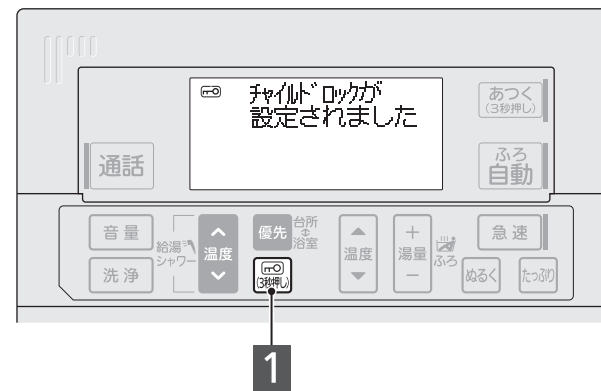 チャイルドロックが
設定されました
あつく
(3秒押し)
通話
ふろ
自動
音量
給湯
シャワー
洗浄
温度
優先
台所
浴室
(3秒押し)
温度
＋
湯量
－
ふろ
急速
ぬるく
たっぷり
1